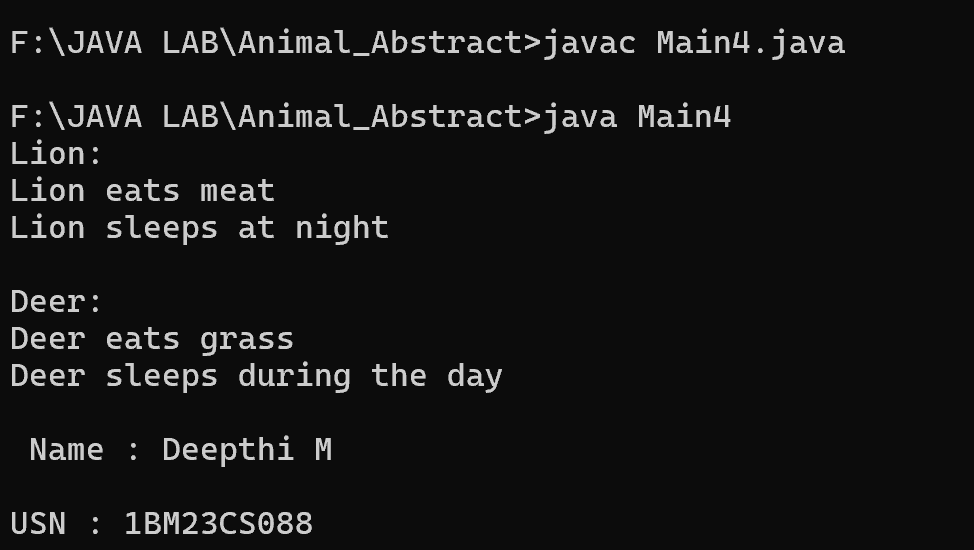 F:\JAVA LAB\Animal_Abstract>javac Main4.java
F:\JAVA LAB\Animal_Abstract>java Main4
Lion:
Lion eats meat
Lion sleeps at night
Deer:
Deer eats grass
Deer sleeps during the day
Name : Deepthi M
USN : 1BM23CS088